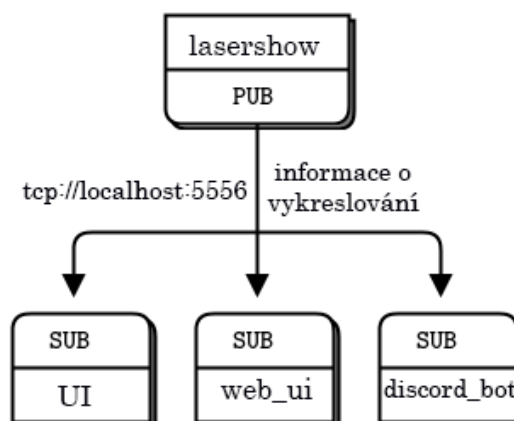 lasershow
PUB
tcp://localhost:5556
informace o
vykreslování
SUB
SUB
SUB
UI
web_ui
discord_bot